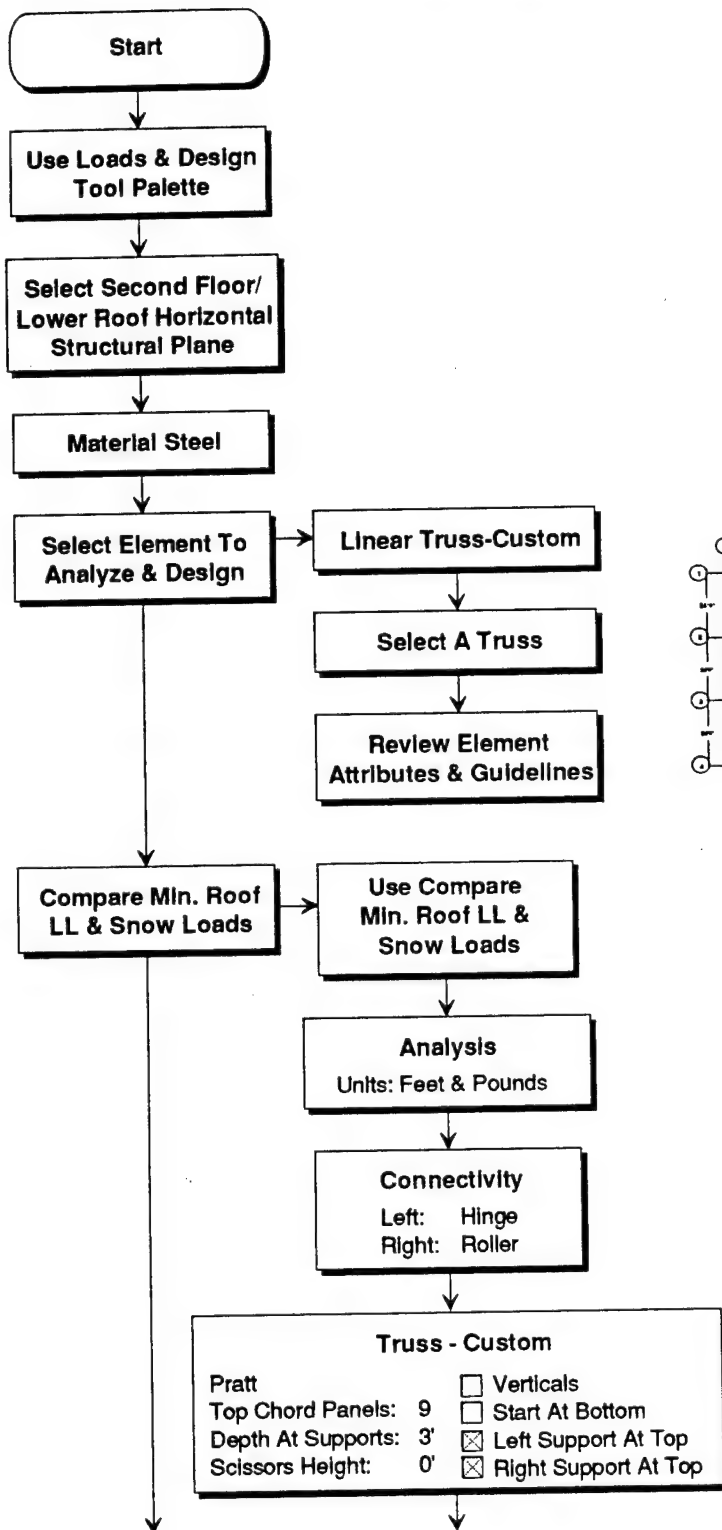 Start
Use Loads & Design
Tool Palette
Select Second Floor/
Lower Roof Horizontal
Structural Plane
Material Steel
Select Element To
Analyze & Design
Linear Truss-Custom
Select A Truss
Review Element
Attributes & Guidelines
Compare Min. Roof
LL & Snow Loads
Use Compare
Min. Roof LL &
Snow Loads
Analysis
Units: Feet & Pounds
Connectivity
Left: Hinge
Right: Roller
Truss - Custom
Pratt
Top Chord Panels: 9
Depth At Supports: 3'
Scissors Height: 0'
Verticals
Start At Bottom
Left Support At Top
Right Support At Top